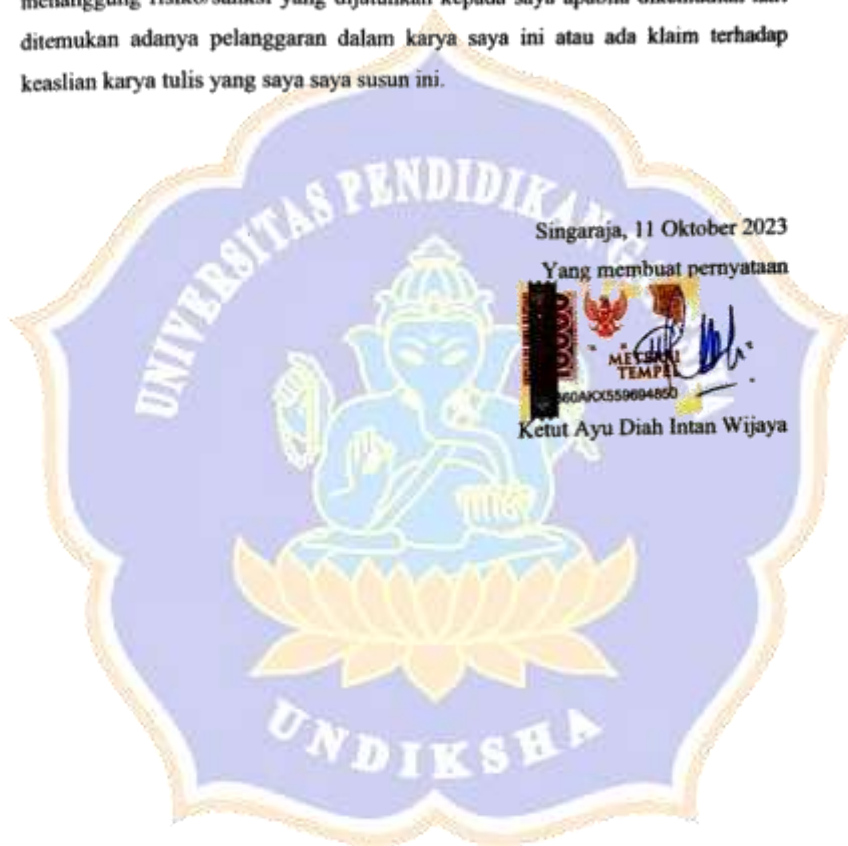 menanggung risiko/sanksi yang dijatuhkan kepada saya apabila dikemudian hari
ditemukan adanya pelanggaran dalam karya saya ini atau ada klaim terhadap
keaslian karya tulis yang saya saya susun ini.
UNIVERSITAS PENDIDIKAN G
Singaraja, 11 Oktober 2023
Yang membuat pernyataan
10000
METERAI
TEMPEL
60AKX559694850
Ketut Ayu Diah Intan Wijaya
UNDIKSHA